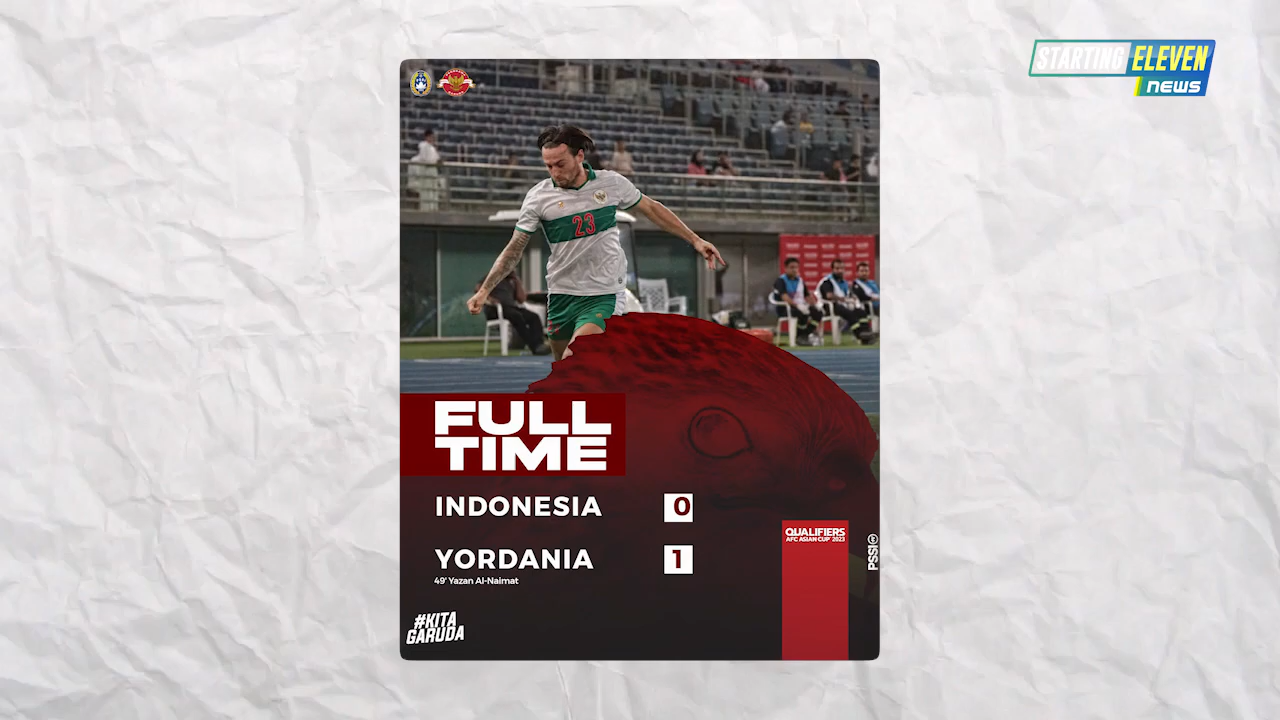 STARTING ELEVEN
news
23
FULL
TIME
INDONESIA 0
YORDANIA 1
49' Yazan Al-Naimat
QUALIFIERS
AFC ASIAN CUP 2023
PSSI
#KITA
GARUDA